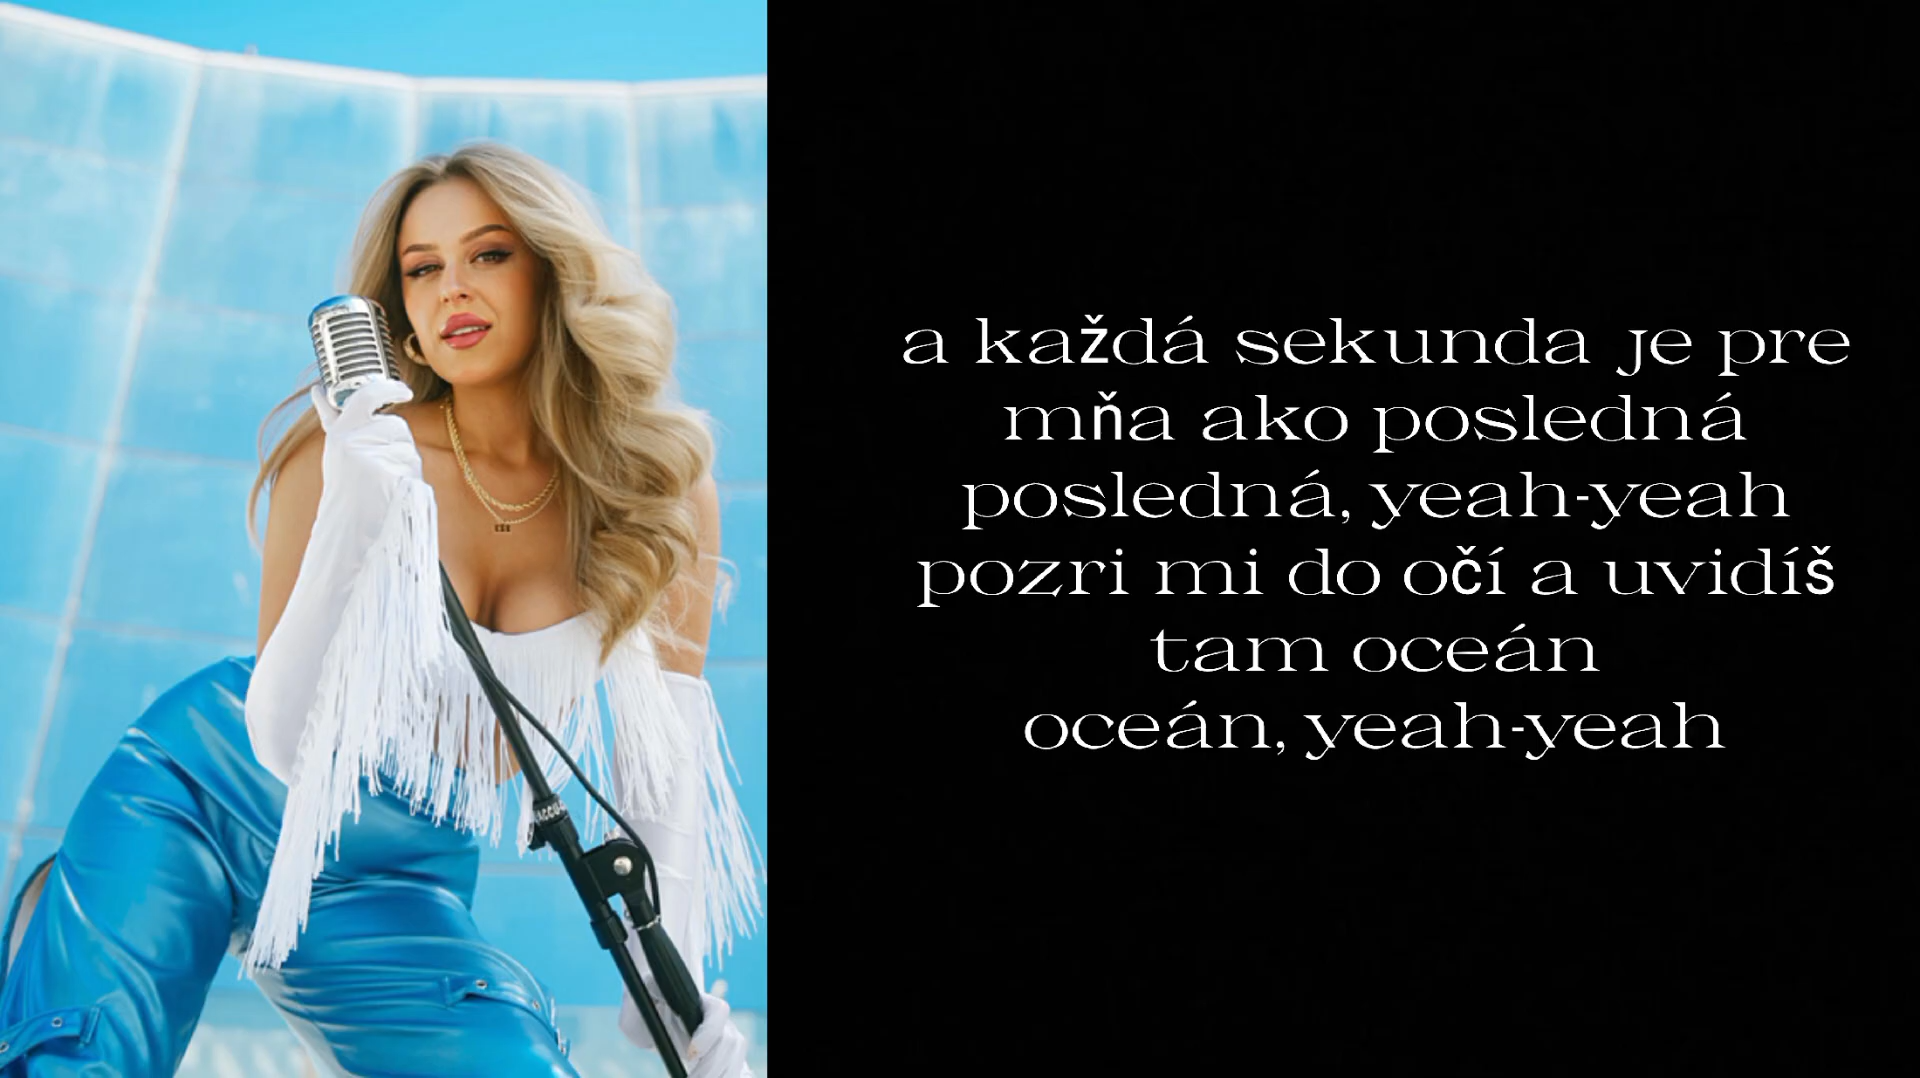 a každá sekunda je pre
mňa ako posledná
posledná, yeah-yeah
pozri mi do očí a uvidíš
tam oceán
oceán, yeah-yeah